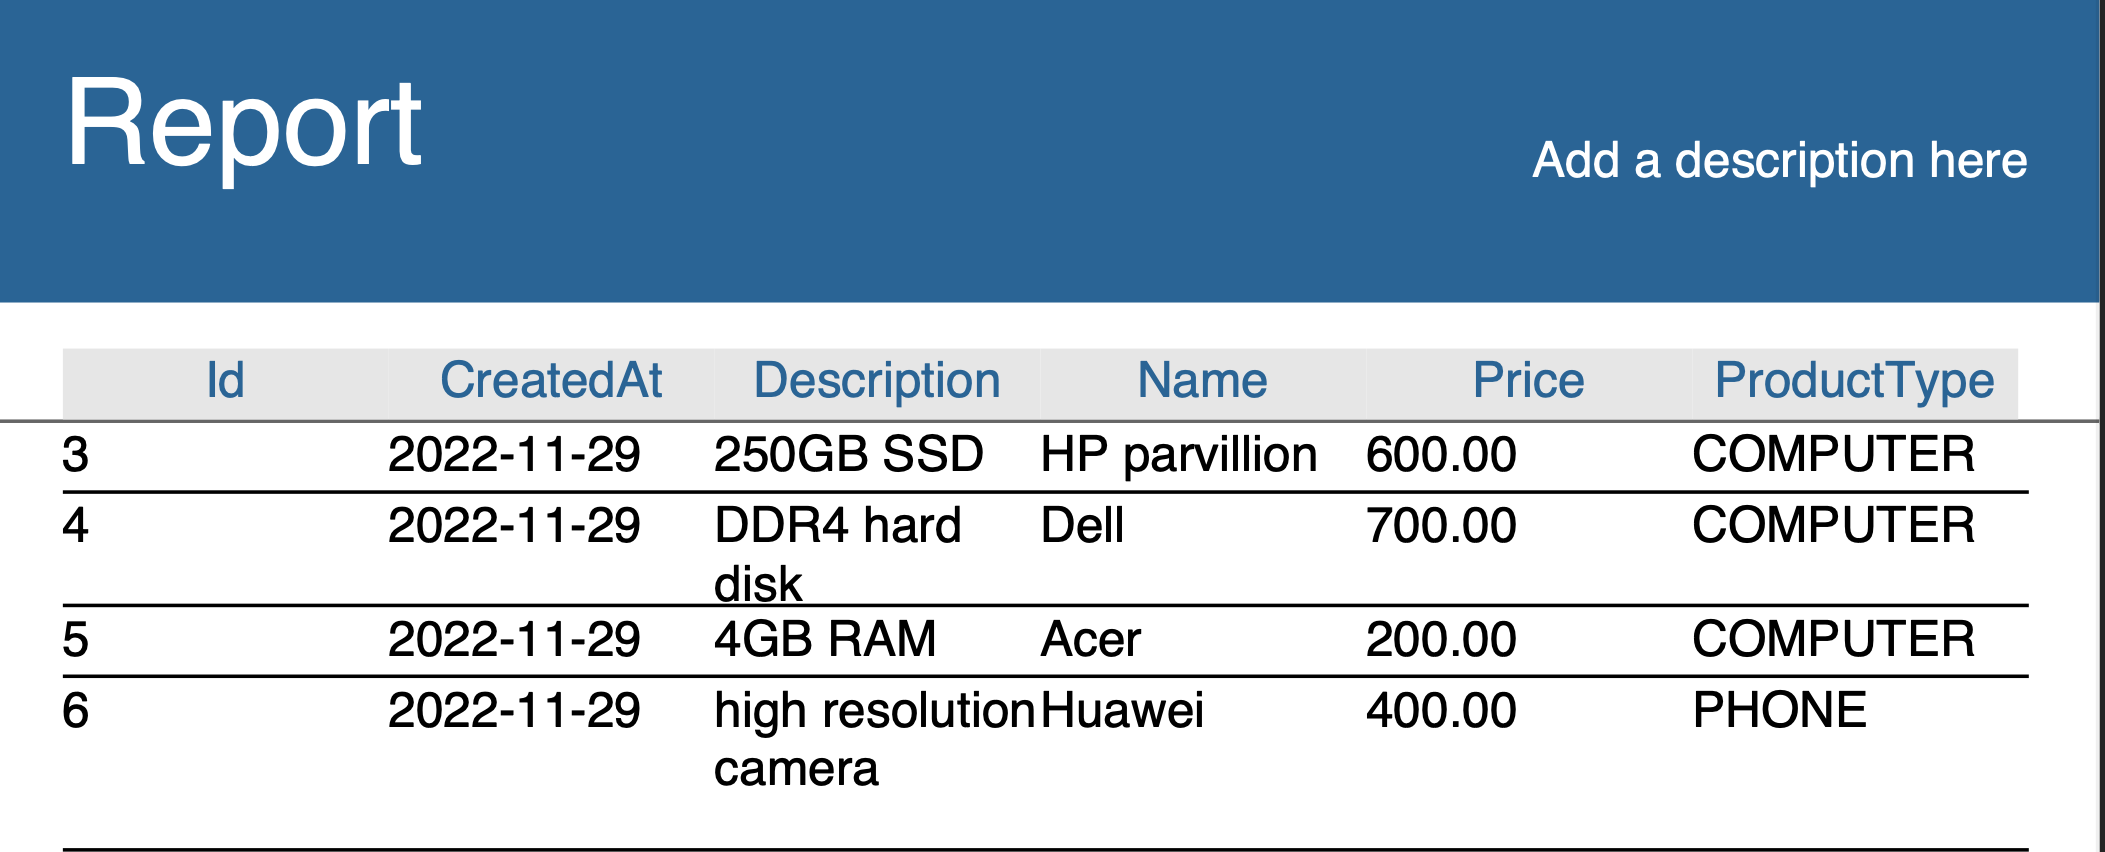 Report
Add a description here
Id CreatedAt Description Name Price ProductType
3 2022-11-29 250GB SSD HP parvillion 600.00 COMPUTER
4 2022-11-29 DDR4 hard Dell 700.00 COMPUTER
disk
5 2022-11-29 4GB RAM Acer 200.00 COMPUTER
6 2022-11-29 high resolution Huawei 400.00 PHONE
camera